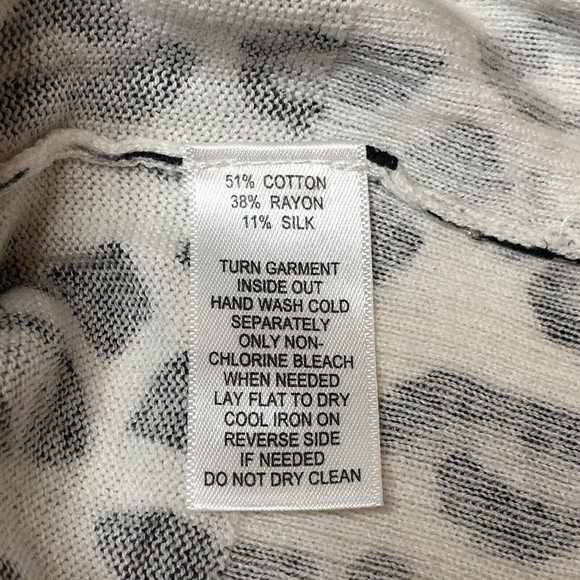 51% COTTON
38% RAYON
11% SILK
TURN GARMENT
INSIDE OUT
HAND WASH COLD
SEPARATELY
ONLY NON-
CHLORINE BLEACH
WHEN NEEDED
LAY FLAT TO DRY
COOL IRON ON
REVERSE SIDE
IF NEEDED
DO NOT DRY CLEAN